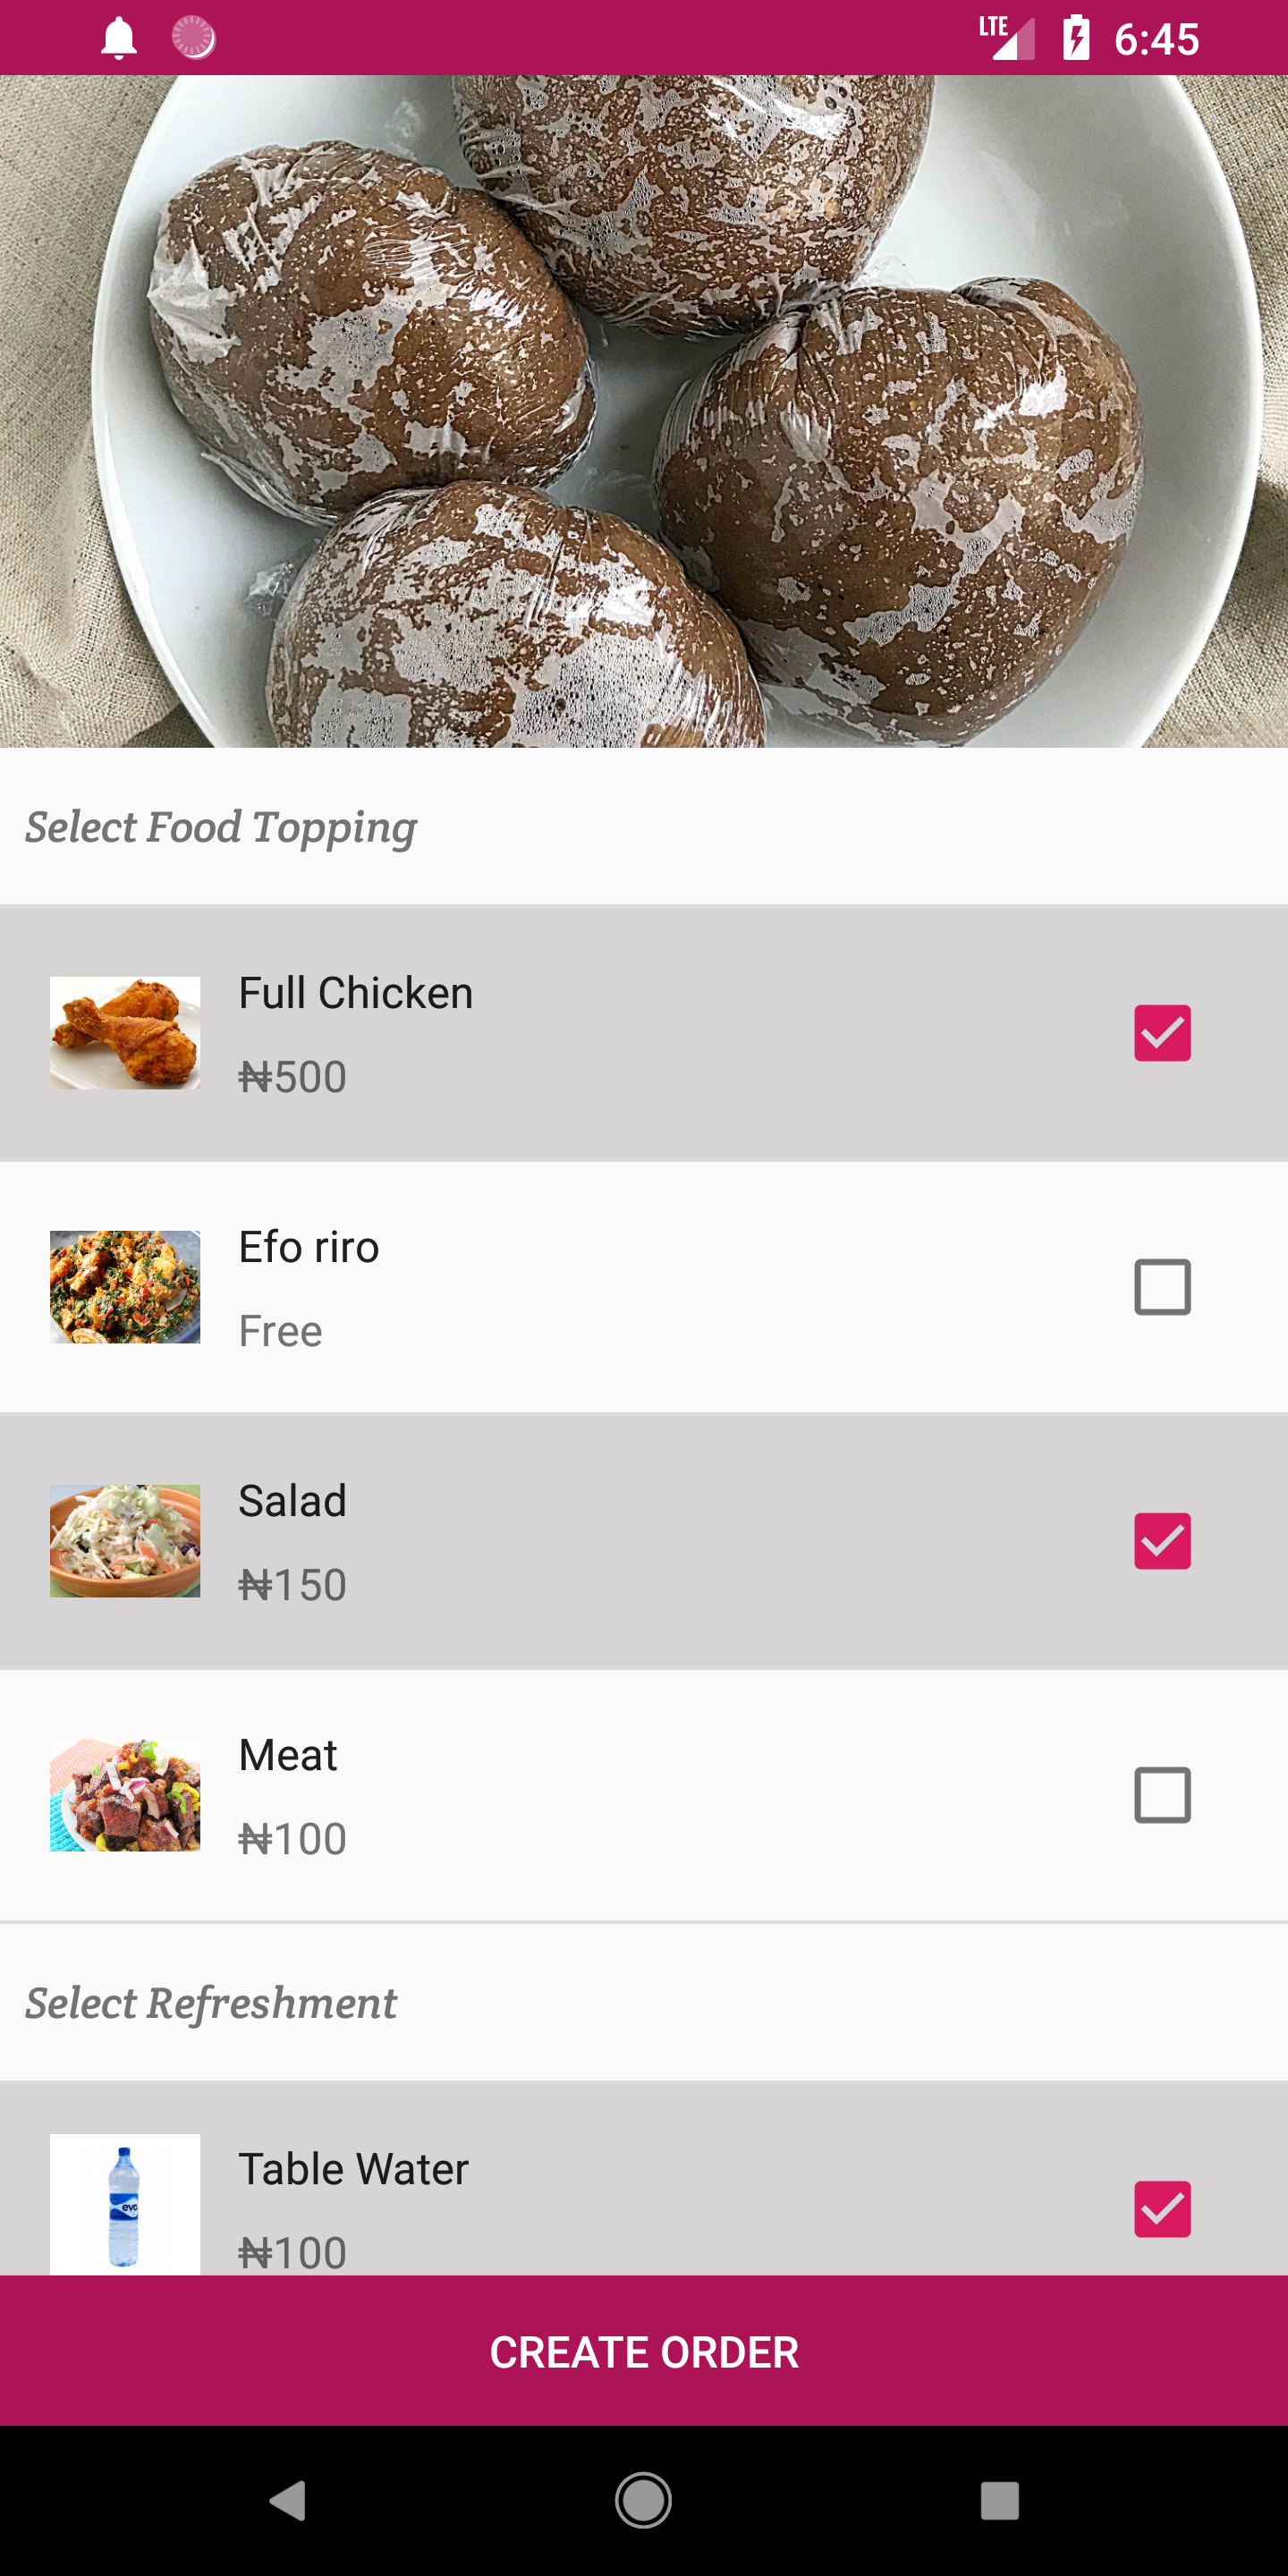 LTE 6:45
Select Food Topping
Full Chicken
₦500
Efo riro
Free
Salad
₦150
Meat
₦100
Select Refreshment
Table Water
eva
₦100
CREATE ORDER